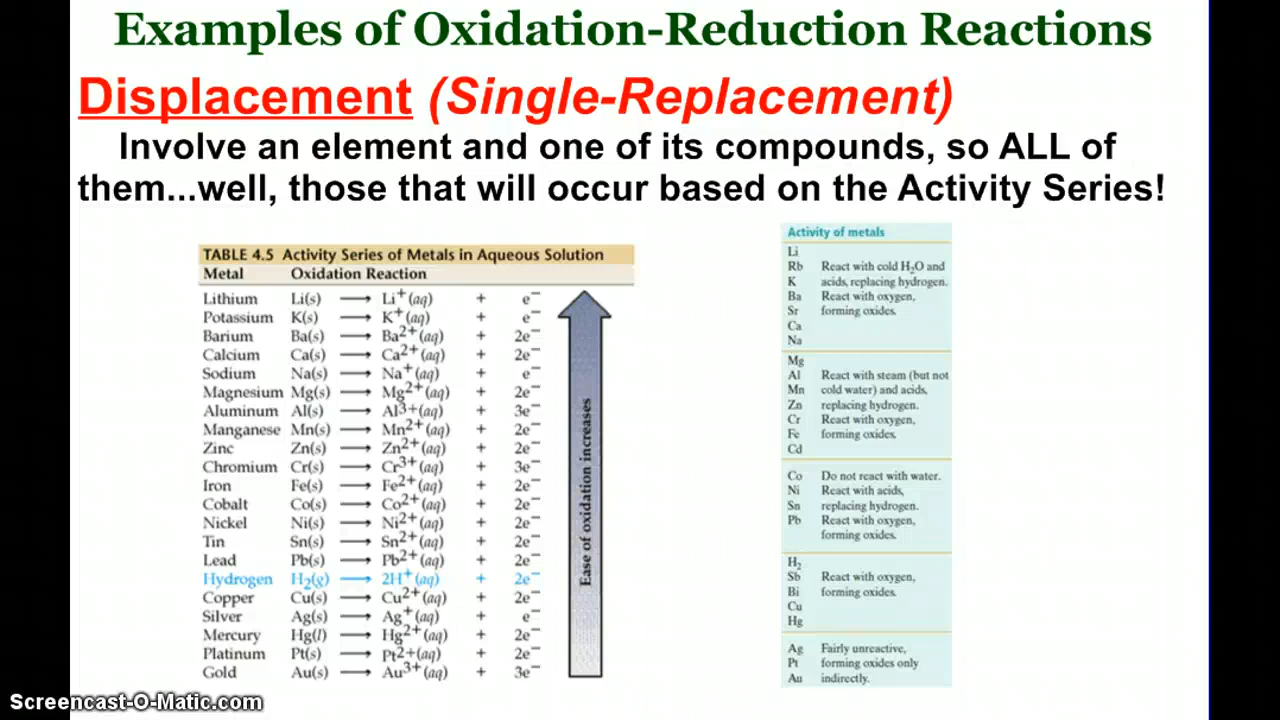 Examples of Oxidation-Reduction Reactions
Displacement (Single-Replacement)
Involve an element and one of its compounds, so ALL of
them...well, those that will occur based on the Activity Series!
TABLE 4.5 Activity Series of Metals in Aqueous Solution
Metal Oxidation Reaction
Lithium Li(s) ⟶ Li⁺(aq) + e⁻
Potassium K(s) ⟶ K⁺(aq) + e⁻
Barium Ba(s) ⟶ Ba²⁺(aq) + 2e⁻
Calcium Ca(s) ⟶ Ca²⁺(aq) + 2e⁻
Sodium Na(s) ⟶ Na⁺(aq) + e⁻
Magnesium Mg(s) ⟶ Mg²⁺(aq) + 2e⁻
Aluminum Al(s) ⟶ Al³⁺(aq) + 3e⁻
Manganese Mn(s) ⟶ Mn²⁺(aq) + 2e⁻
Zinc Zn(s) ⟶ Zn²⁺(aq) + 2e⁻
Chromium Cr(s) ⟶ Cr³⁺(aq) + 3e⁻
Iron Fe(s) ⟶ Fe²⁺(aq) + 2e⁻
Cobalt Co(s) ⟶ Co²⁺(aq) + 2e⁻
Nickel Ni(s) ⟶ Ni²⁺(aq) + 2e⁻
Tin Sn(s) ⟶ Sn²⁺(aq) + 2e⁻
Lead Pb(s) ⟶ Pb²⁺(aq) + 2e⁻
Hydrogen H₂(g) ⟶ 2H⁺(aq) + 2e⁻
Copper Cu(s) ⟶ Cu²⁺(aq) + 2e⁻
Silver Ag(s) ⟶ Ag⁺(aq) + e⁻
Mercury Hg(l) ⟶ Hg²⁺(aq) + 2e⁻
Platinum Pt(s) ⟶ Pt²⁺(aq) + 2e⁻
Gold Au(s) ⟶ Au³⁺(aq) + 3e⁻
Ease of oxidation increases
Activity of metals
Li
Rb React with cold H₂O and
K acids, replacing hydrogen.
Ba React with oxygen,
Sr forming oxides.
Ca
Na
Mg
Al React with steam (but not
Mn cold water) and acids,
Zn replacing hydrogen.
Cr React with oxygen,
Fe forming oxides.
Cd
Co Do not react with water.
Ni React with acids,
Sn replacing hydrogen.
Pb React with oxygen,
forming oxides.
H₂
Sb React with oxygen,
Bi forming oxides.
Cu
Hg
Ag Fairly unreactive,
Pt forming oxides only
Au indirectly.
Screencast-O-Matic.com